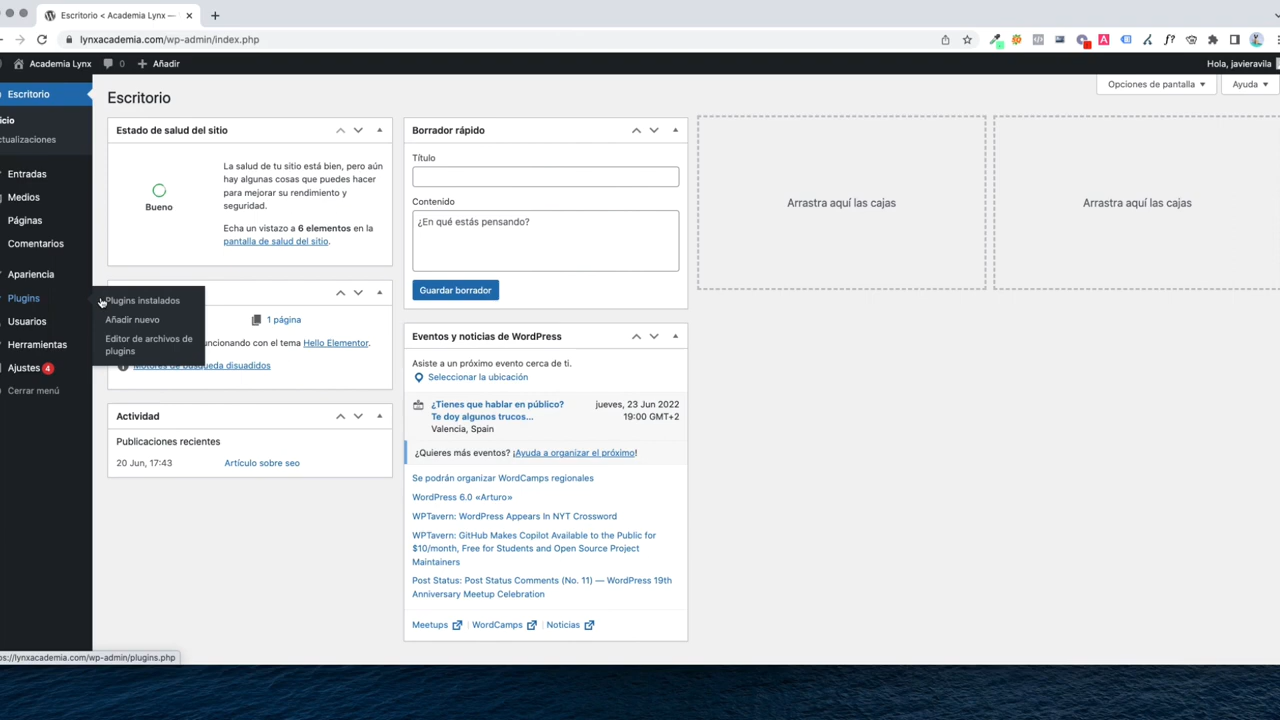 Escritorio < Academia Lynx —
lynxacademia.com/wp-admin/index.php
Academia Lynx
0
Añadir
Hola, javieravila
Escritorio
icio
ctualizaciones
Entradas
Medios
Páginas
Comentarios
Apariencia
Plugins
Usuarios
Herramientas
Ajustes 4
Cerrar menú
Plugins instalados
Añadir nuevo
Editor de archivos de
plugins
Opciones de pantalla
Ayuda
Escritorio
Estado de salud del sitio
Bueno
La salud de tu sitio está bien, pero aún
hay algunas cosas que puedes hacer
para mejorar su rendimiento y
seguridad.
Echa un vistazo a 6 elementos en la
pantalla de salud del sitio.
1 página
uncionando con el tema Hello Elementor.
Motores de búsqueda disuadidos
Actividad
Publicaciones recientes
20 Jun, 17:43
Artículo sobre seo
Borrador rápido
Título
Contenido
¿En qué estás pensando?
Guardar borrador
Eventos y noticias de WordPress
Asiste a un próximo evento cerca de ti.
Seleccionar la ubicación
¿Tienes que hablar en público?
Te doy algunos trucos...
Valencia, Spain
jueves, 23 Jun 2022
19:00 GMT+2
¿Quieres más eventos? ¡Ayuda a organizar el próximo!
Se podrán organizar WordCamps regionales
WordPress 6.0 «Arturo»
WPTavern: WordPress Appears In NYT Crossword
WPTavern: GitHub Makes Copilot Available to the Public for
$10/month, Free for Students and Open Source Project
Maintainers
Post Status: Post Status Comments (No. 11) — WordPress 19th
Anniversary Meetup Celebration
Meetups | WordCamps | Noticias
Arrastra aquí las cajas
Arrastra aquí las cajas
ps://lynxacademia.com/wp-admin/plugins.php